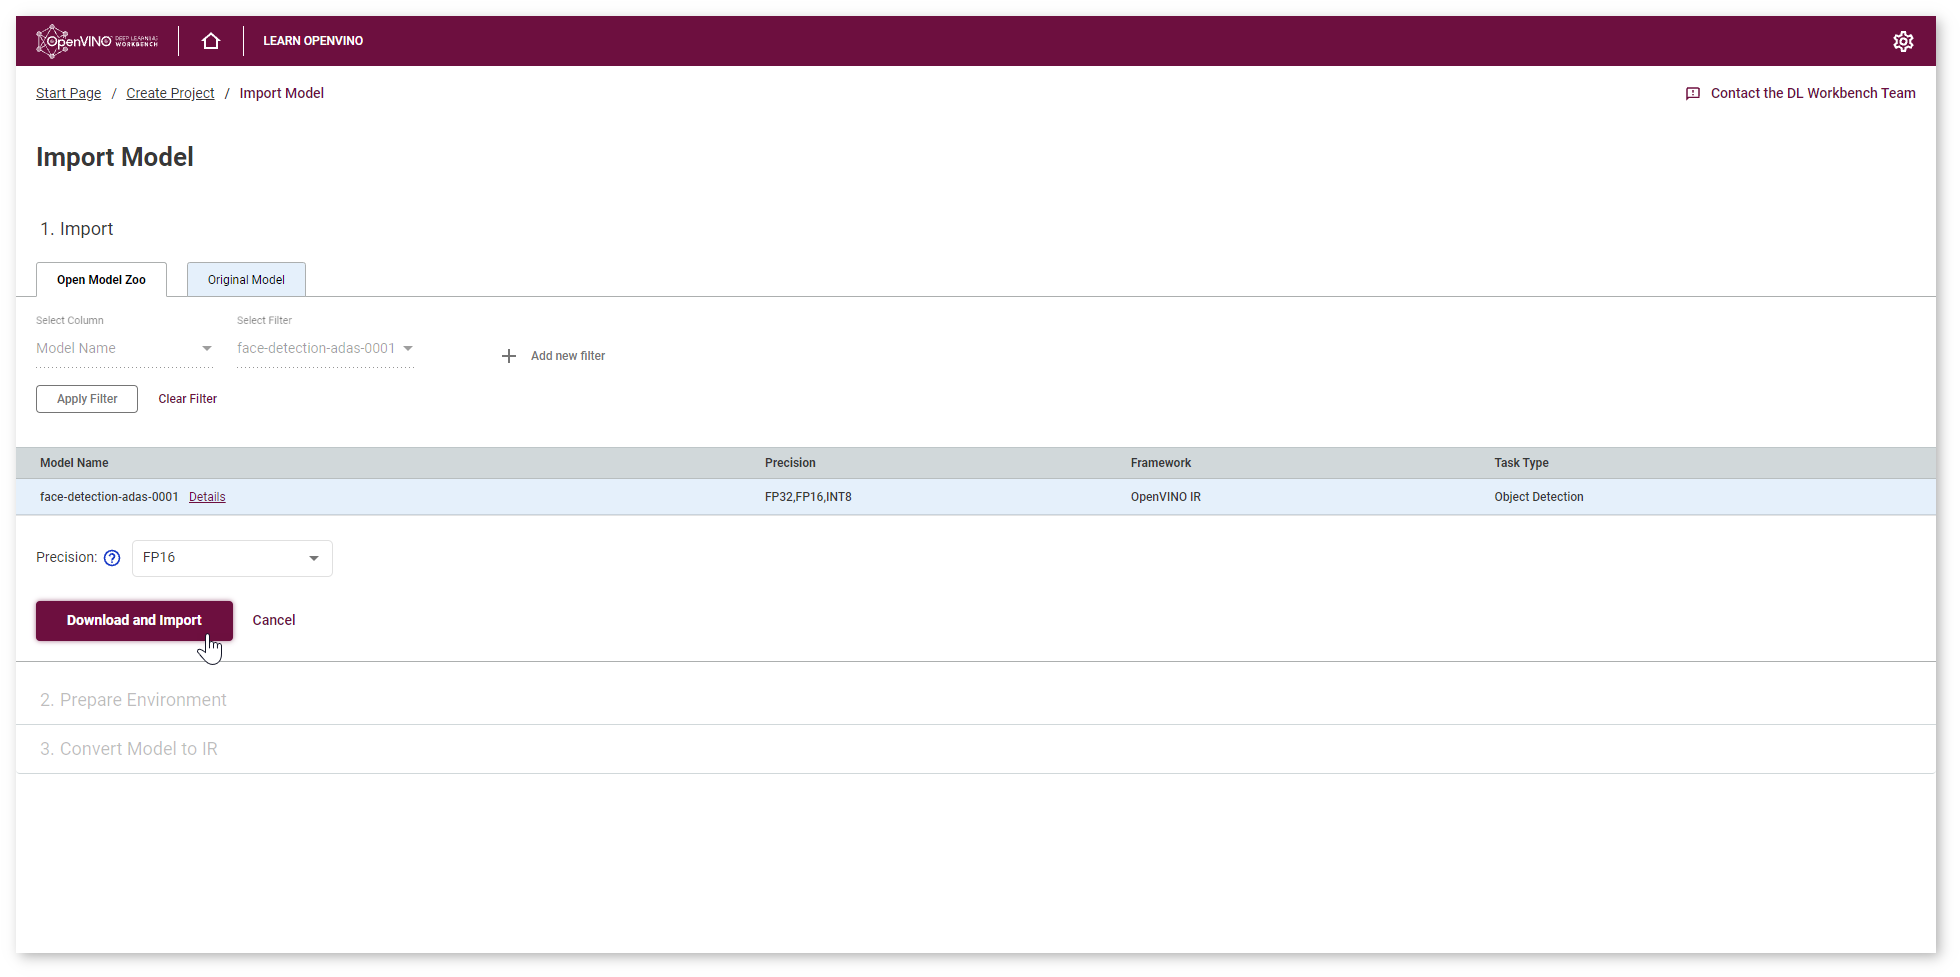 OpenVINO™ DEEP LEARNING WORKBENCH
LEARN OPENVINO
Start Page / Create Project / Import Model
Contact the DL Workbench Team
Import Model
1. Import
Open Model Zoo
Original Model
Select Column
Select Filter
Model Name
face-detection-adas-0001
Add new filter
Apply Filter
Clear Filter
Model Name Precision Framework Task Type
face-detection-adas-0001 Details FP32,FP16,INT8 OpenVINO IR Object Detection
Precision: ? FP16
Download and Import
Cancel
2. Prepare Environment
3. Convert Model to IR